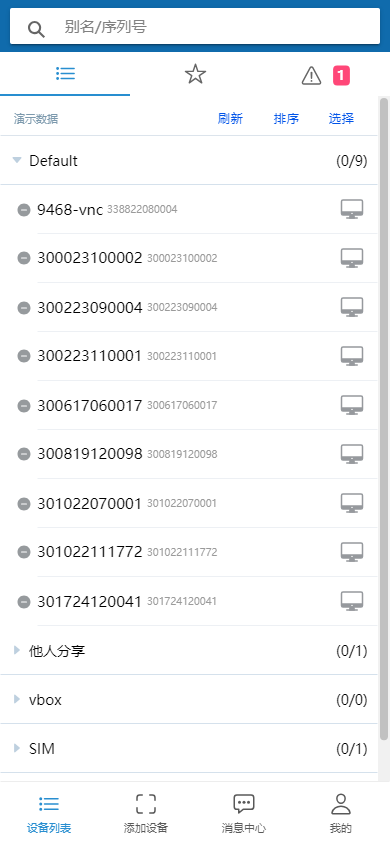 别名/序列号
1
演示数据 刷新 排序 选择
Default (0/9)
9468-vnc 338822080004
300023100002 300023100002
300223090004 300223090004
300223110001 300223110001
300617060017 300617060017
300819120098 300819120098
301022070001 301022070001
301022111772 301022111772
301724120041 301724120041
他人分享 (0/1)
vbox (0/0)
SIM (0/1)
设备列表 添加设备 消息中心 我的